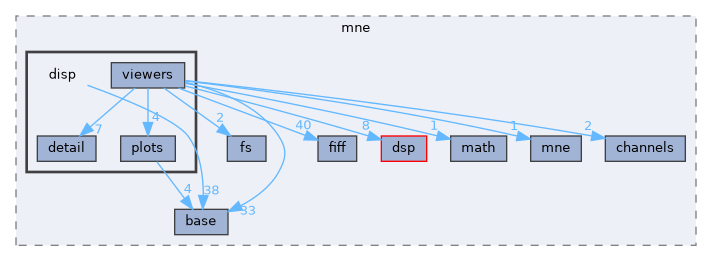 mne
disp
viewers
7
4
2
40
8
1
1
2
detail
plots
fs
fiff
dsp
math
mne
channels
4
38
33
base